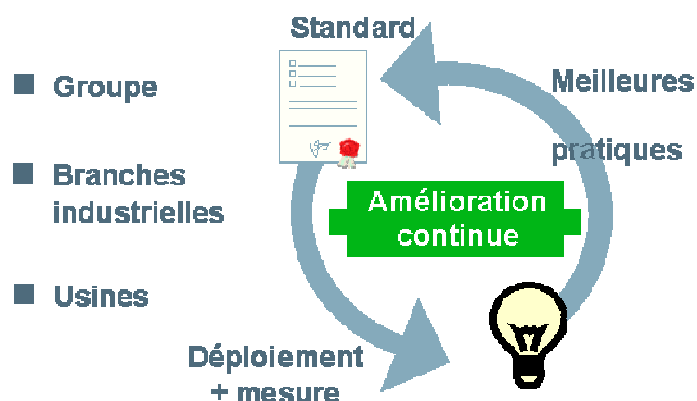 Standard
Groupe
Branches
industrielles
Usines
Meilleures
pratiques
Amélioration
continue
Déploiement
+ mesure